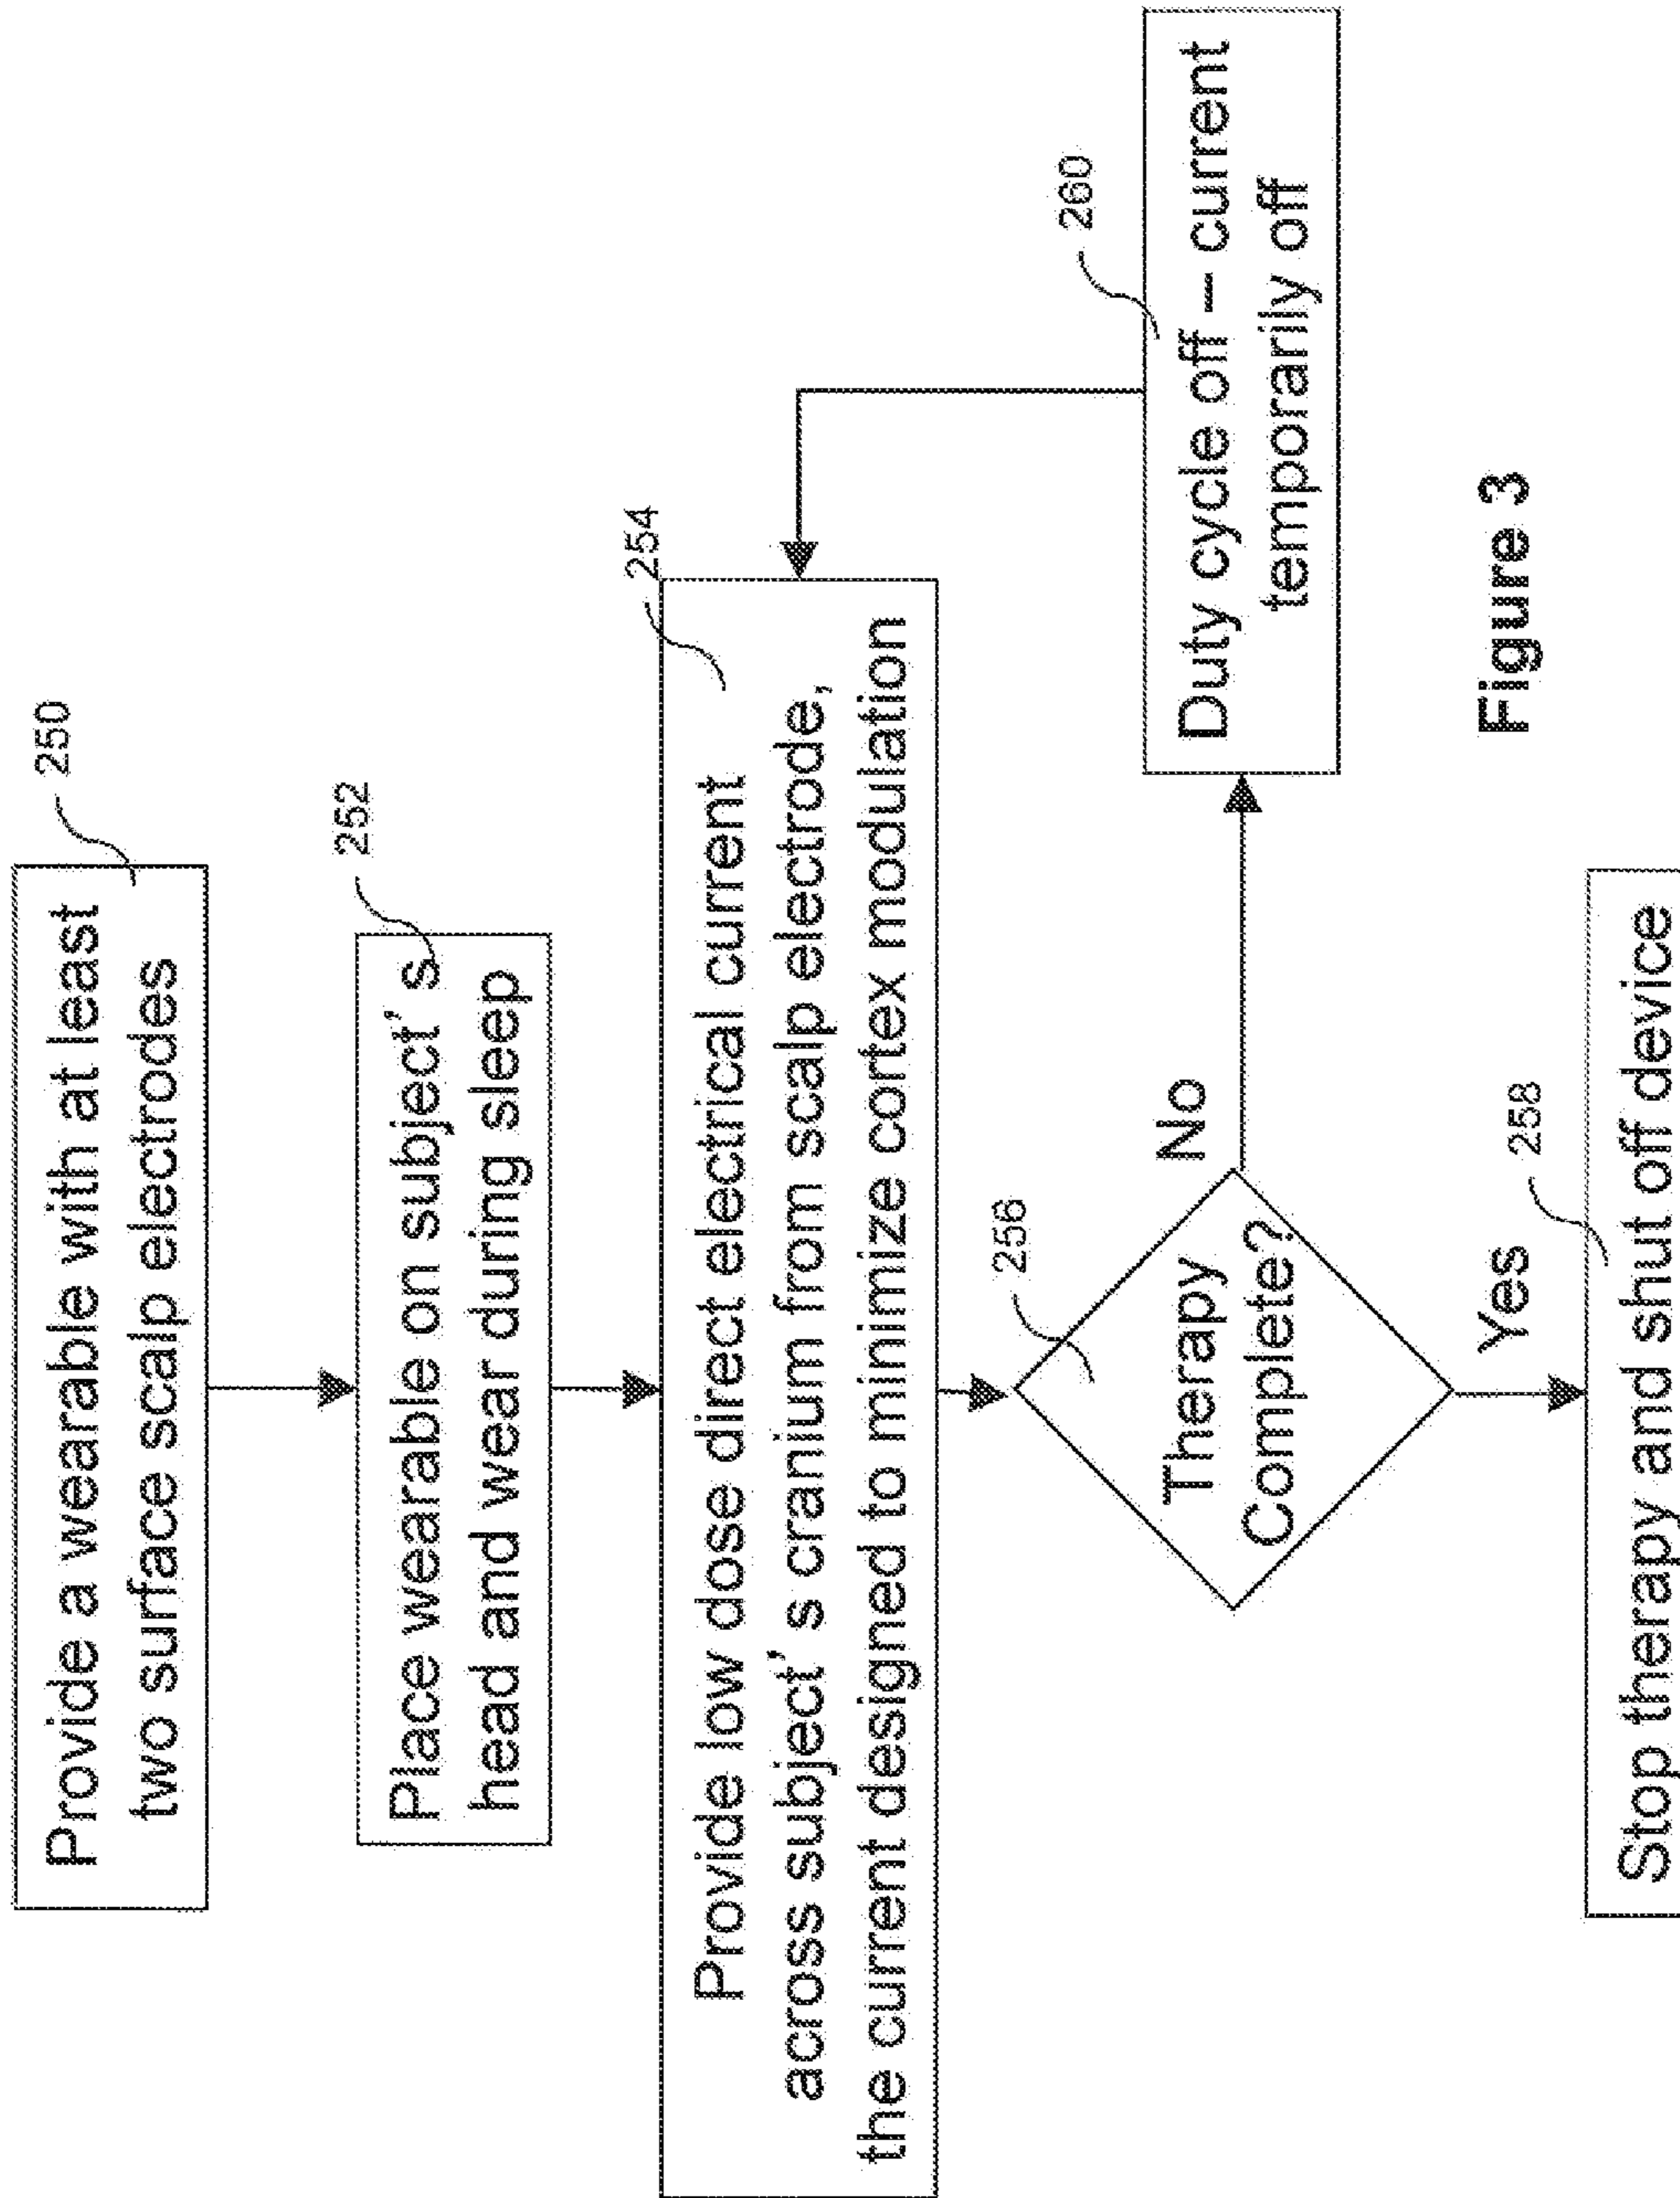 250
Provide a wearable with at least
two surface scalp electrodes
252
Place wearable on subject's
head and wear during sleep
254
Provide low dose direct electrical current
across subject's cranium from scalp electrode,
the current designed to minimize cortex modulation
256
Therapy
Complete?
No
260
Duty cycle off – current
temporarily off
Yes
258
Stop therapy and shut off device
Figure 3